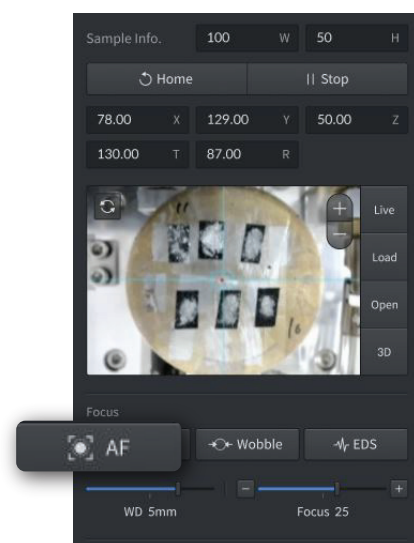 Sample Info. 100 W 50 H
Home || Stop
78.00 X 129.00 Y 50.00 Z
130.00 T 87.00 R
Live
Load
Open
3D
Focus
AF Wobble EDS
WD 5mm Focus 25